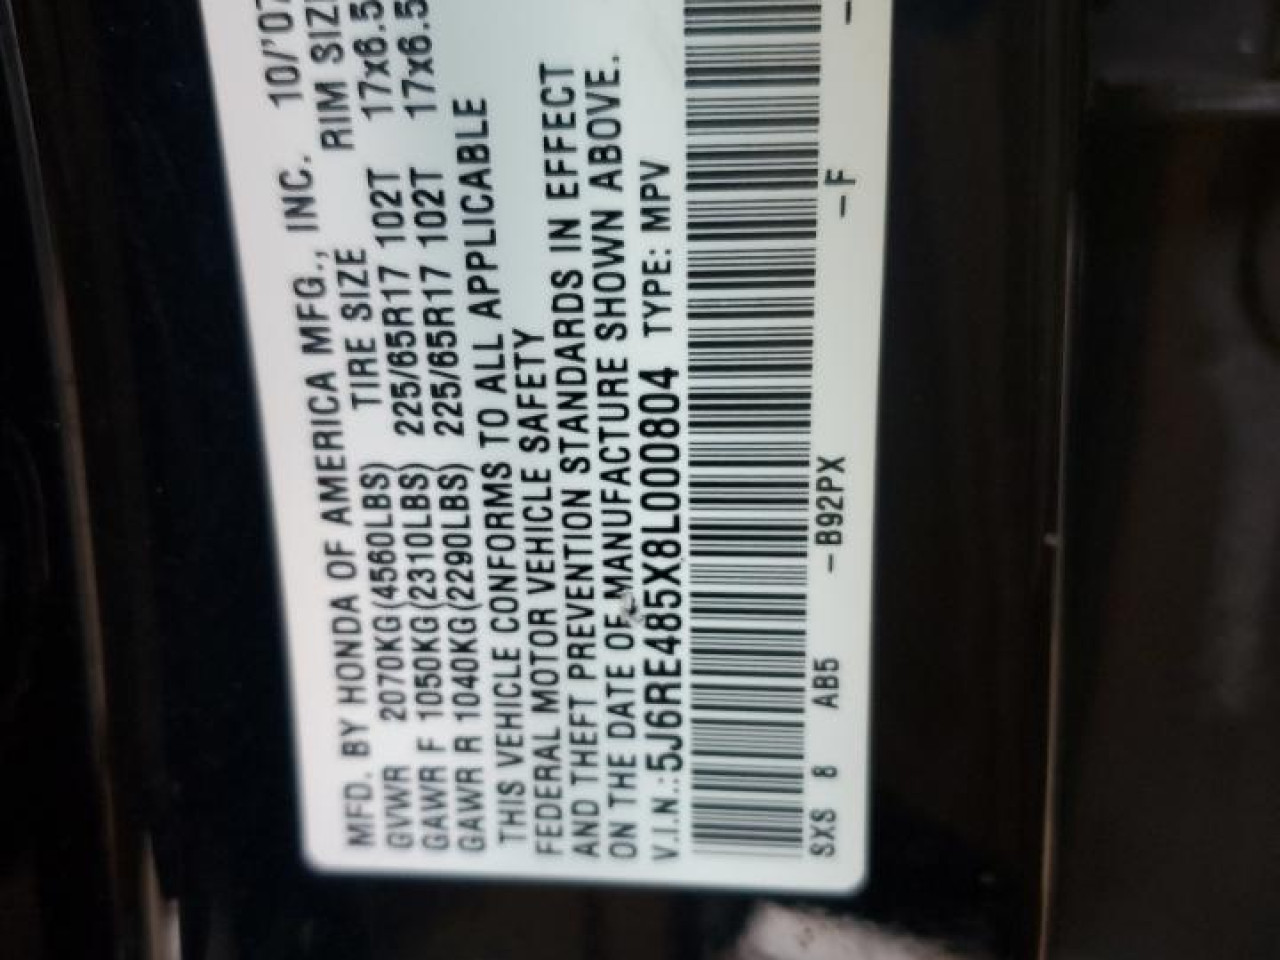 MFD. BY HONDA OF AMERICA MFG., INC. 10/'07
TIRE SIZE RIM SIZE
GVWR 2070KG(4560LBS)
GAWR F 1050KG(2310LBS) 225/65R17 102T 17x6.5
GAWR R 1040KG(2290LBS) 225/65R17 102T 17x6.5
THIS VEHICLE CONFORMS TO ALL APPLICABLE
FEDERAL MOTOR VEHICLE SAFETY
AND THEFT PREVENTION STANDARDS IN EFFECT
ON THE DATE OF MANUFACTURE SHOWN ABOVE.
V.I.N.: 5J6RE485X8L000804 TYPE: MPV
SXS 8 AB5 -B92PX -F -